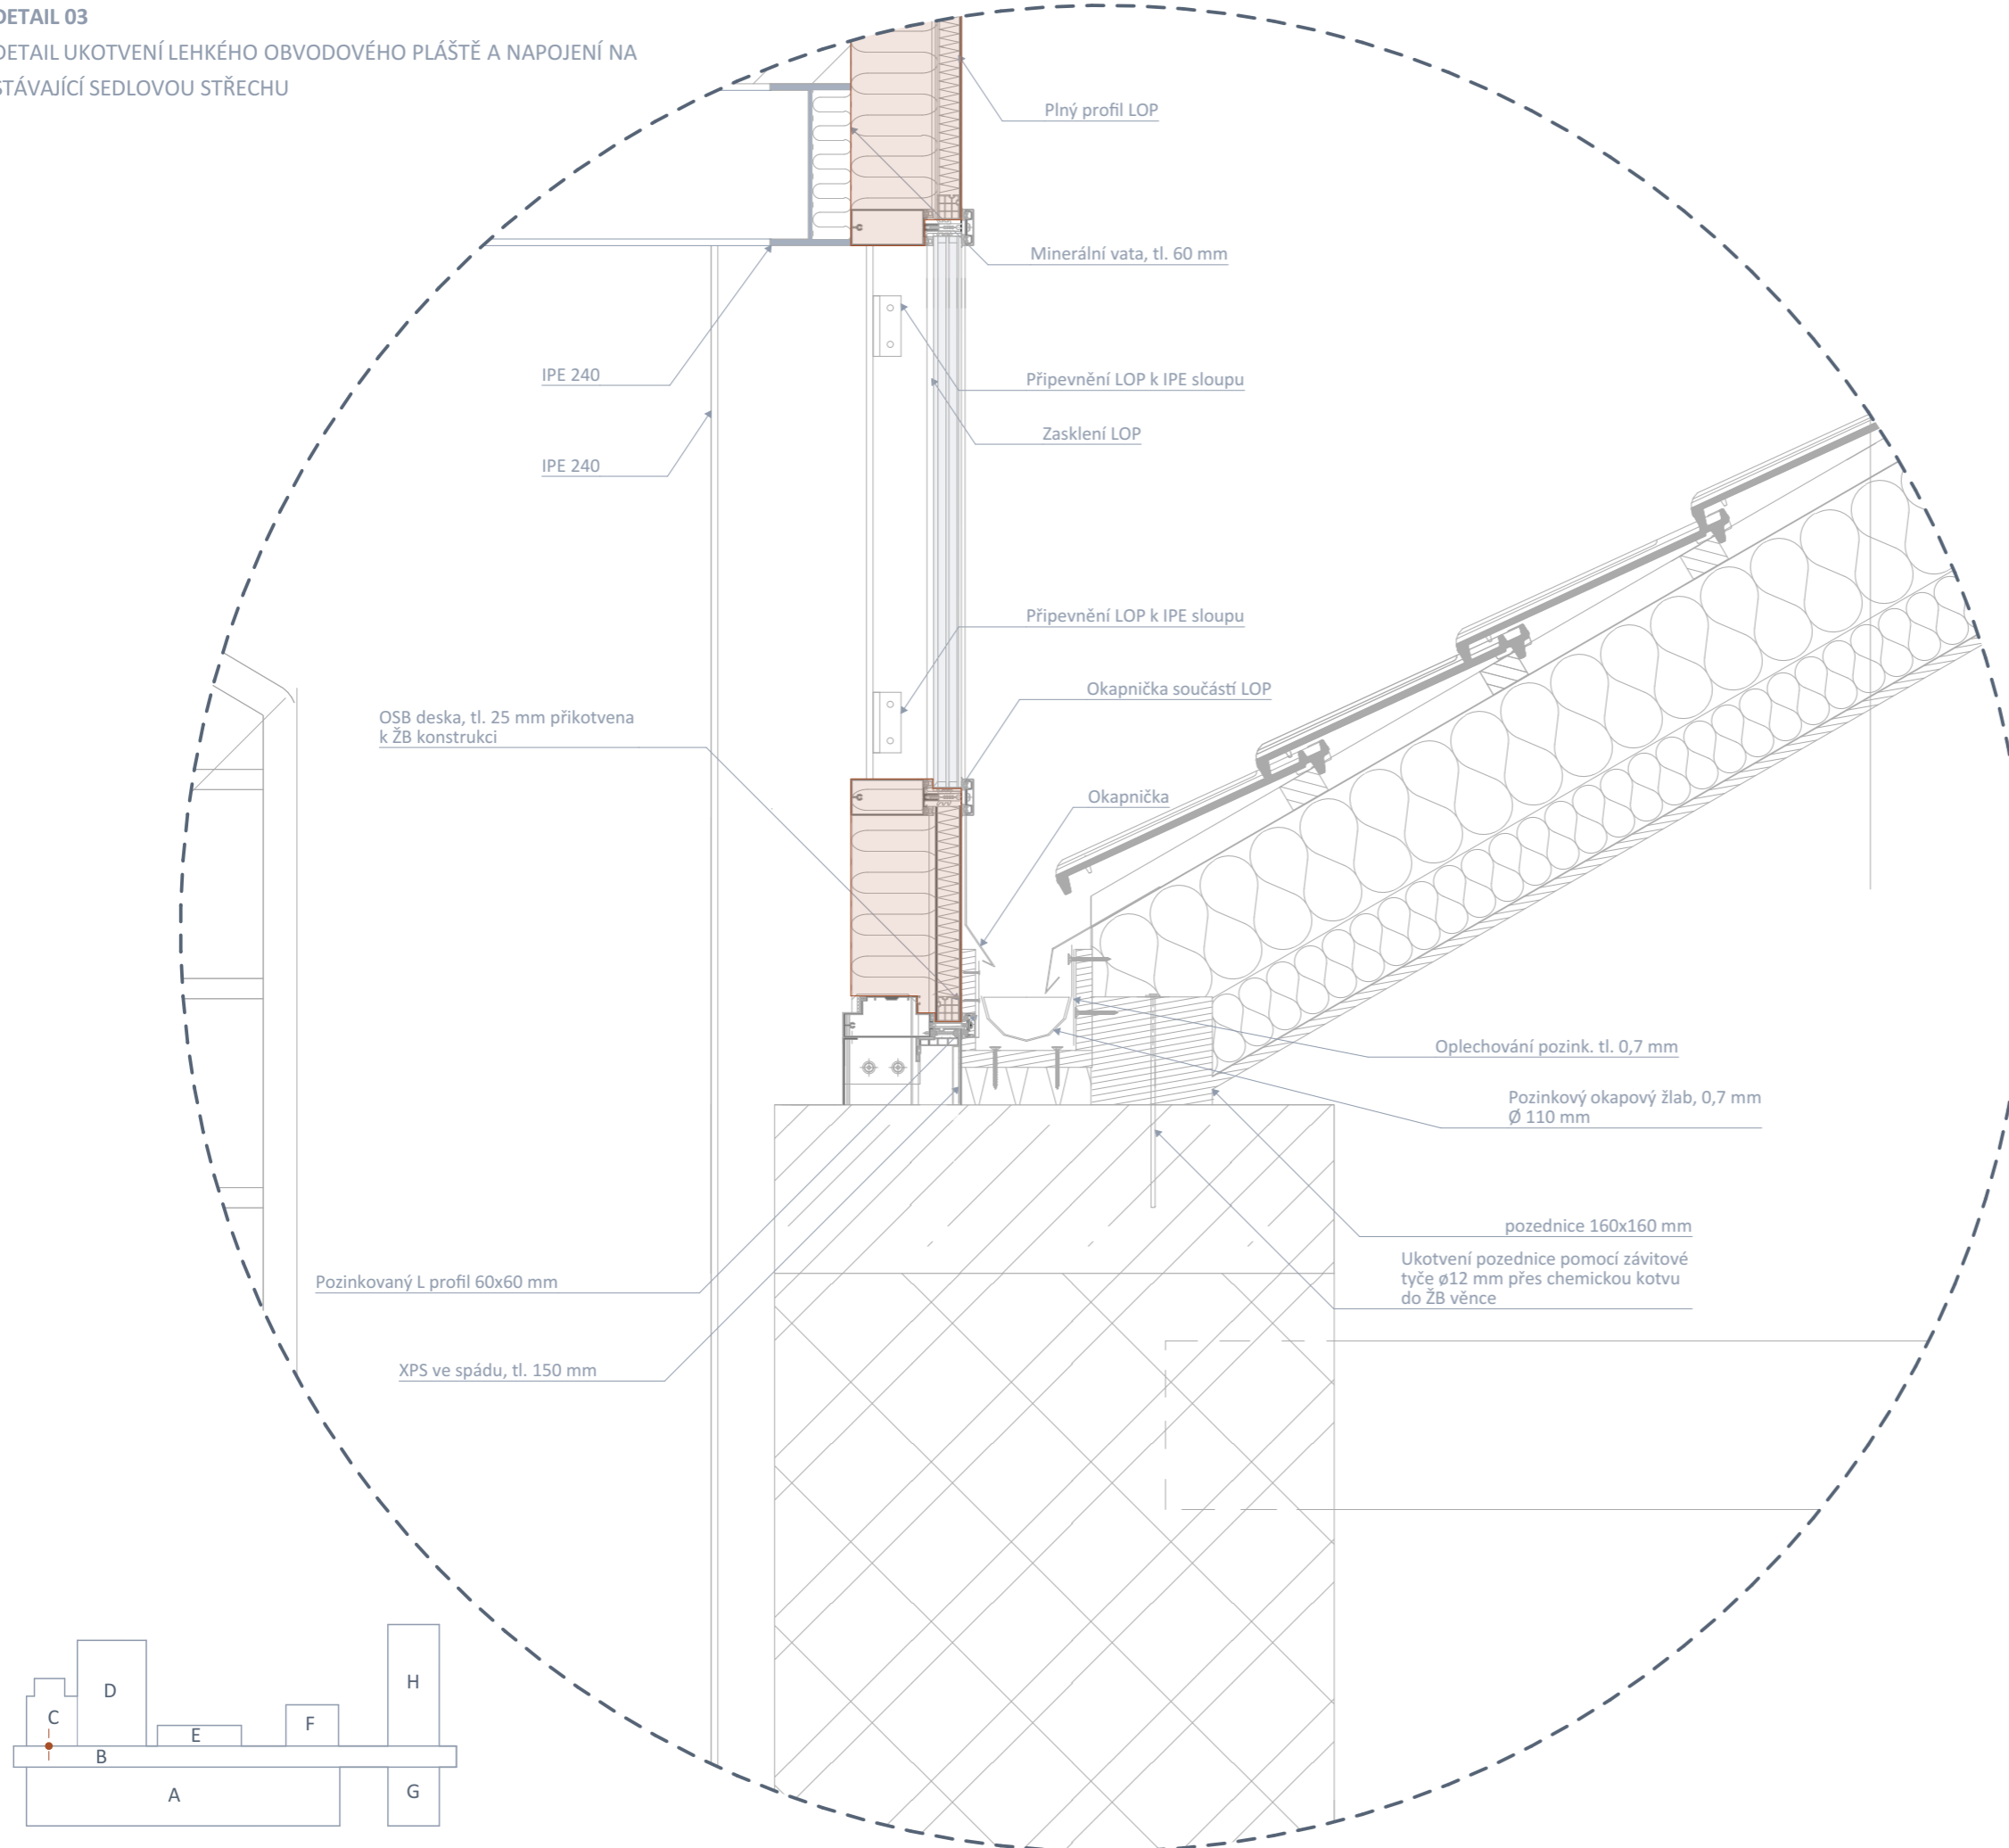 DETAIL 03
DETAIL UKOTVENÍ LEHKÉHO OBVODOVÉHO PLÁŠTĚ A NAPOJENÍ NA
STÁVAJÍCÍ SEDLOVOU STŘECHU
Plný profil LOP
Minerální vata, tl. 60 mm
IPE 240
Připevnění LOP k IPE sloupu
Zasklení LOP
IPE 240
Připevnění LOP k IPE sloupu
Okapnička součástí LOP
OSB deska, tl. 25 mm přikotvena
k ŽB konstrukci
Okapnička
Oplechování pozink. tl. 0,7 mm
Pozinkový okapový žlab, 0,7 mm
Ø 110 mm
pozednice 160x160 mm
Ukotvení pozednice pomocí závitové
tyče ø12 mm přes chemickou kotvu
do ŽB věnce
Pozinkovaný L profil 60x60 mm
XPS ve spádu, tl. 150 mm
H
D
C
F
E
B
A
G